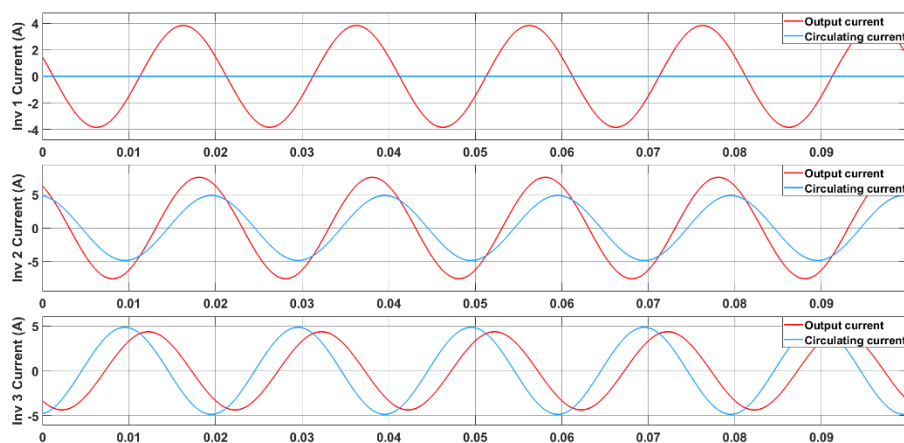 Inv 1 Current (A)
4
2
0
-2
-4
Output current
Circulating current
0 0.01 0.02 0.03 0.04 0.05 0.06 0.07 0.08 0.09
Inv 2 Current (A)
5
0
-5
Output current
Circulating current
0 0.01 0.02 0.03 0.04 0.05 0.06 0.07 0.08 0.09
Inv 3 Current (A)
5
0
-5
Output current
Circulating current
0 0.01 0.02 0.03 0.04 0.05 0.06 0.07 0.08 0.09